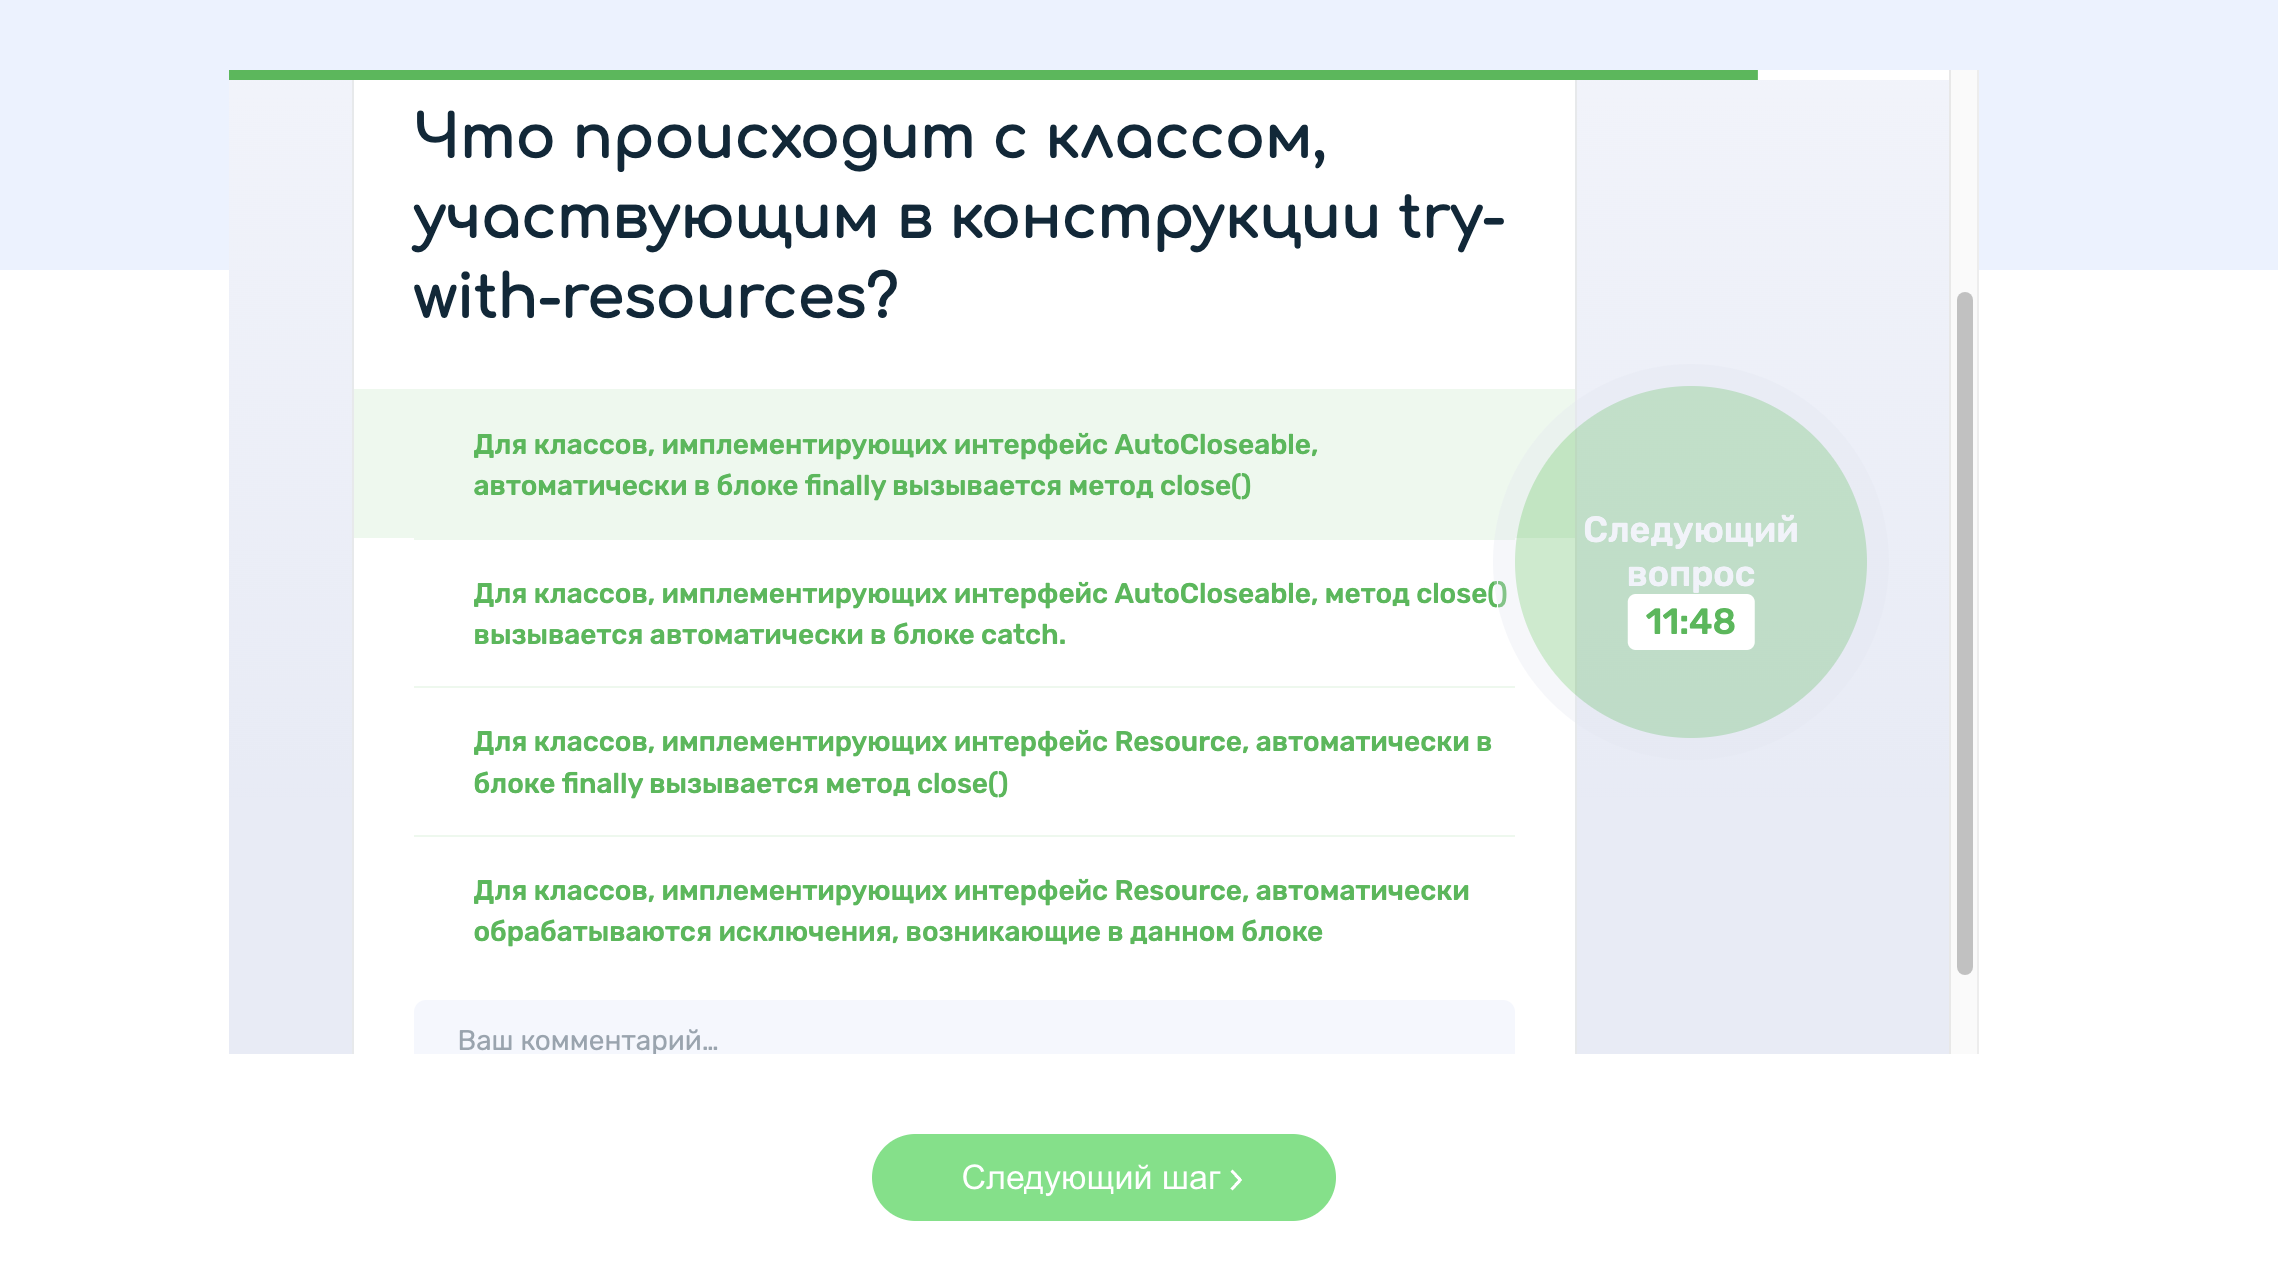 Что происходит с классом,
участвующим в конструкции try-
with-resources?
Для классов, имплементирующих интерфейс AutoCloseable,
автоматически в блоке finally вызывается метод close()
Для классов, имплементирующих интерфейс AutoCloseable, метод close()
вызывается автоматически в блоке catch.
Для классов, имплементирующих интерфейс Resource, автоматически в
блоке finally вызывается метод close()
Для классов, имплементирующих интерфейс Resource, автоматически
обрабатываются исключения, возникающие в данном блоке
Следующий
вопрос
11:48
Ваш комментарий...
Следующий шаг